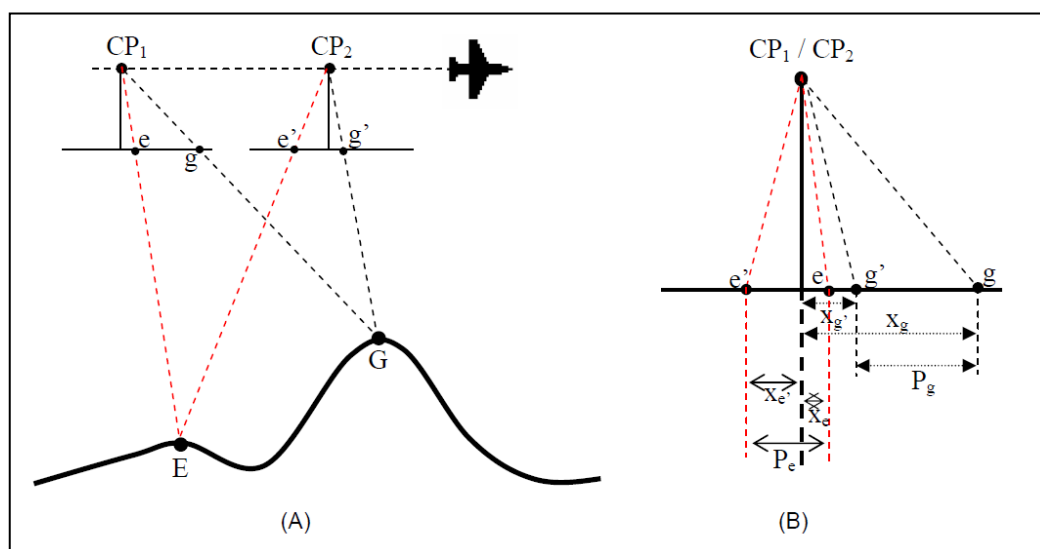 CP₁
CP₂
e
g
e’
g’
G
E
(A)
CP₁ / CP₂
e’
e
g’
g
xg’
xg
Pg
xe’
xe
Pe
(B)